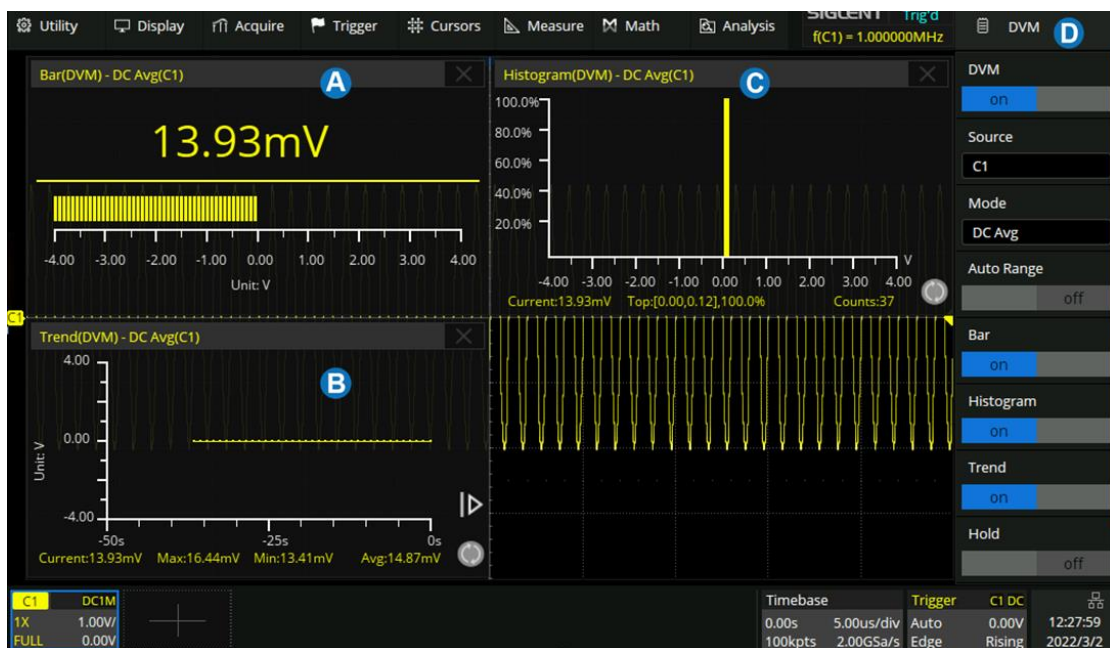 Utility Display Acquire Trigger Cursors Measure Math Analysis
SIGLENT Trig'd
f(C1) = 1.000000MHz
DVM D
Bar(DVM) - DC Avg(C1)
A
13.93mV
-4.00 -3.00 -2.00 -1.00 0.00 1.00 2.00 3.00 4.00
Unit: V
Histogram(DVM) - DC Avg(C1)
C
100.0%
80.0%
60.0%
40.0%
20.0%
V
-4.00 -3.00 -2.00 -1.00 0.00 1.00 2.00 3.00 4.00
Current:13.93mV Top:[0.00,0.12],100.0% Counts:37
C1
Trend(DVM) - DC Avg(C1)
B
4.00
0.00
-4.00
Unit: V
-50s -25s 0s
Current:13.93mV Max:16.44mV Min:13.41mV Avg:14.87mV
DVM
on
Source
C1
Mode
DC Avg
Auto Range
off
Bar
on
Histogram
on
Trend
on
Hold
off
C1 DC1M
1X 1.00V/
FULL 0.00V
Timebase
0.00s 5.00us/div
100kpts 2.00GSa/s
Trigger C1 DC
Auto 0.00V
Edge Rising
12:27:59
2022/3/2